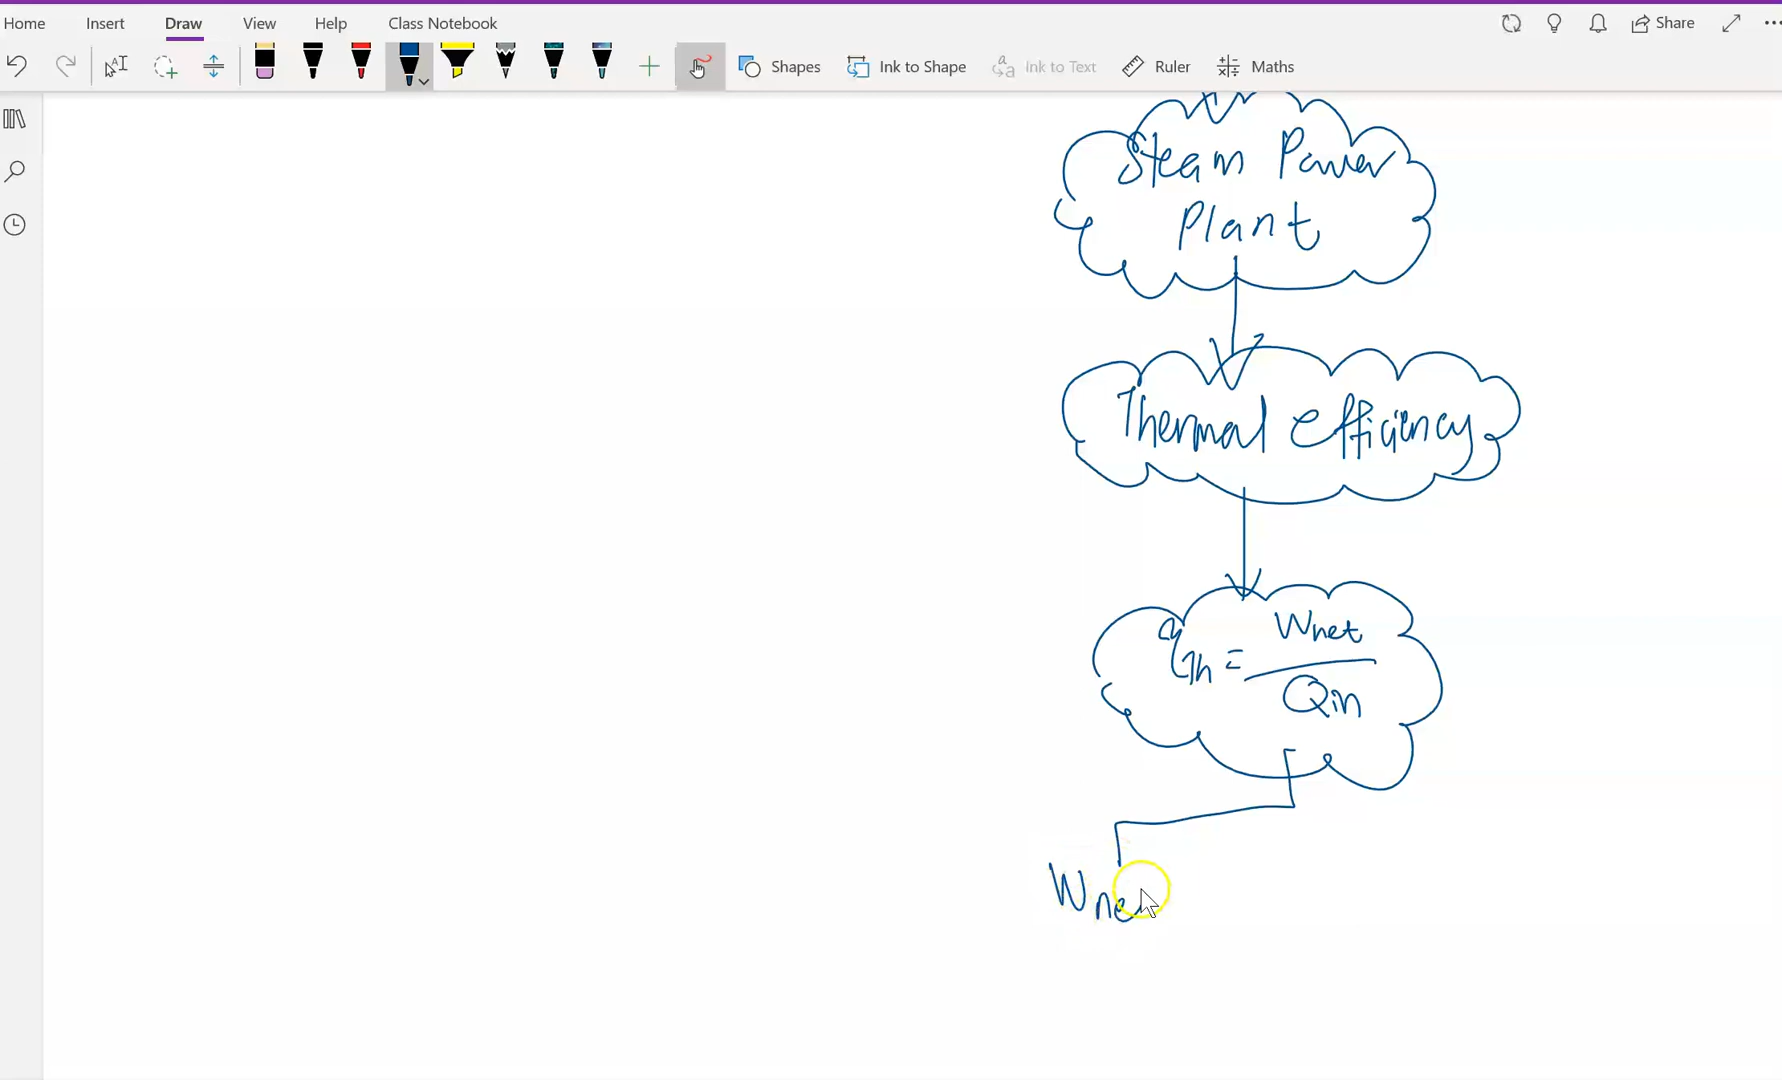 Home Insert Draw View Help Class Notebook Share
Shapes Ink to Shape Ink to Text Ruler Maths
Steam Power
Plant
Thermal efficiency
ηth = Wnet
Qin
Wne